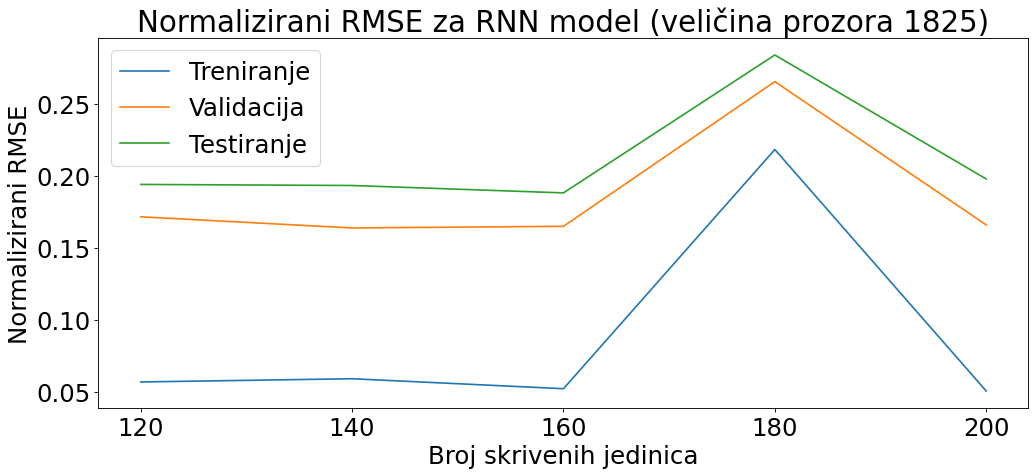 Normalizirani RMSE za RNN model (veličina prozora 1825)
Treniranje
Validacija
Testiranje
Normalizirani RMSE
0.25
0.20
0.15
0.10
0.05
120 140 160 180 200
Broj skrivenih jedinica